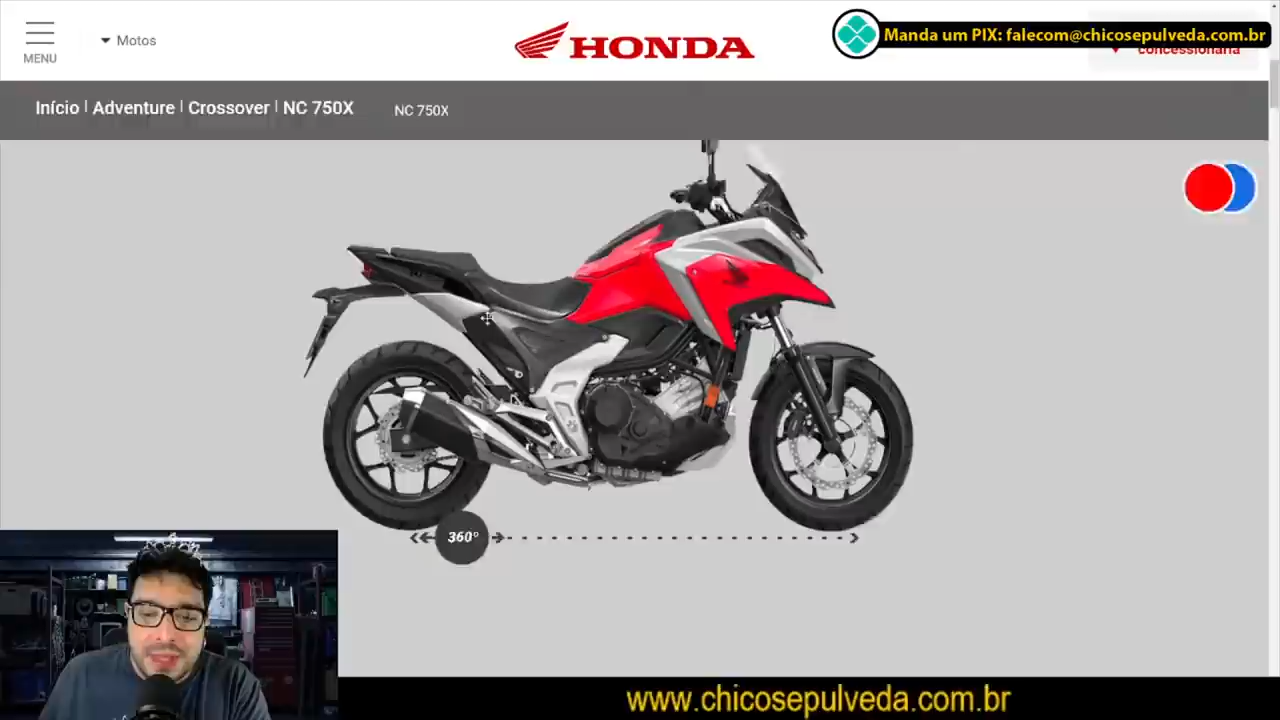 MENU
Motos
HONDA
Manda um PIX: falecom@chicosepulveda.com.br
concessionária
Início | Adventure | Crossover | NC 750X
NC 750X
360°
www.chicosepulveda.com.br